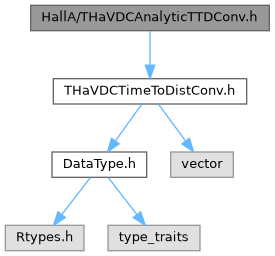 HallA/THaVDCAnalyticTTDConv.h
THaVDCTimeToDistConv.h
DataType.h
vector
Rtypes.h
type_traits